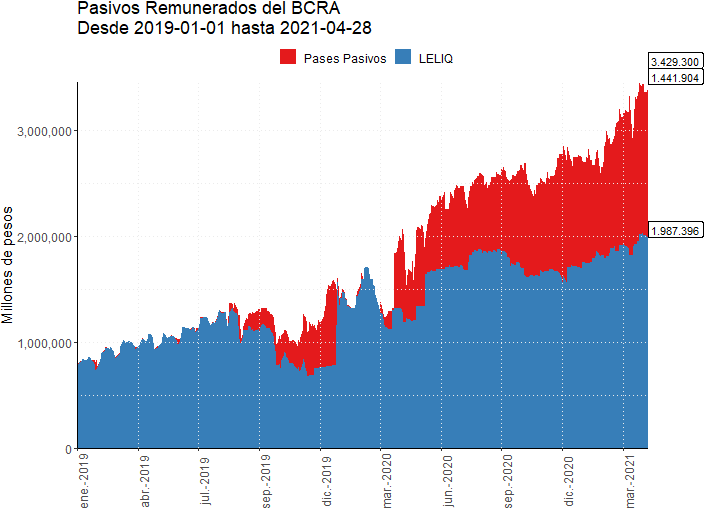 Pasivos Remunerados del BCRA
Desde 2019-01-01 hasta 2021-04-28
Pases Pasivos LELIQ
3.429.300
1.441.904
3,000,000
1.987.396
2,000,000
1,000,000
0
Millones de pesos
ene.-2019
abr.-2019
jul.-2019
sep.-2019
dic.-2019
mar.-2020
jun.-2020
sep.-2020
dic.-2020
mar.-2021